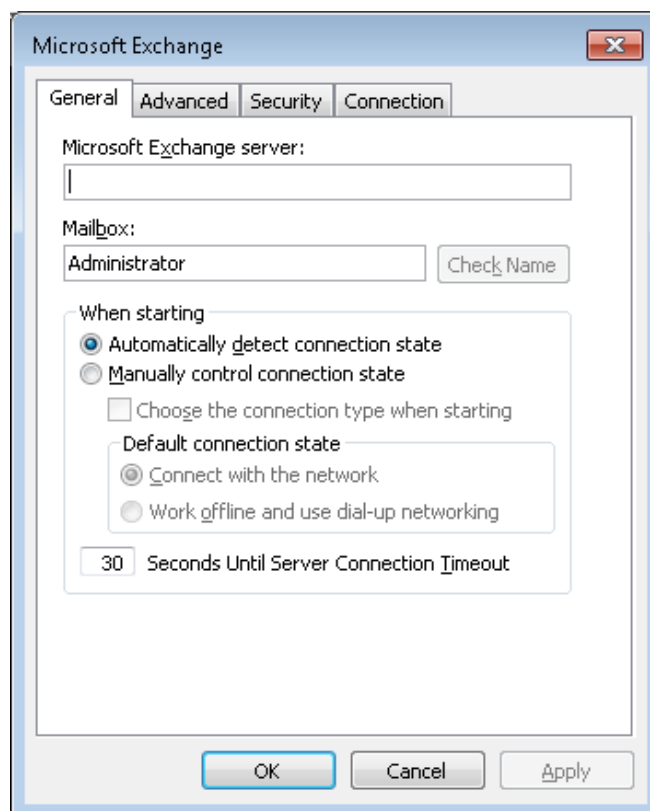 Microsoft Exchange
General Advanced Security Connection
Microsoft Exchange server:
Mailbox:
Administrator Check Name
When starting
Automatically detect connection state
Manually control connection state
Choose the connection type when starting
Default connection state
Connect with the network
Work offline and use dial-up networking
30 Seconds Until Server Connection Timeout
OK Cancel Apply